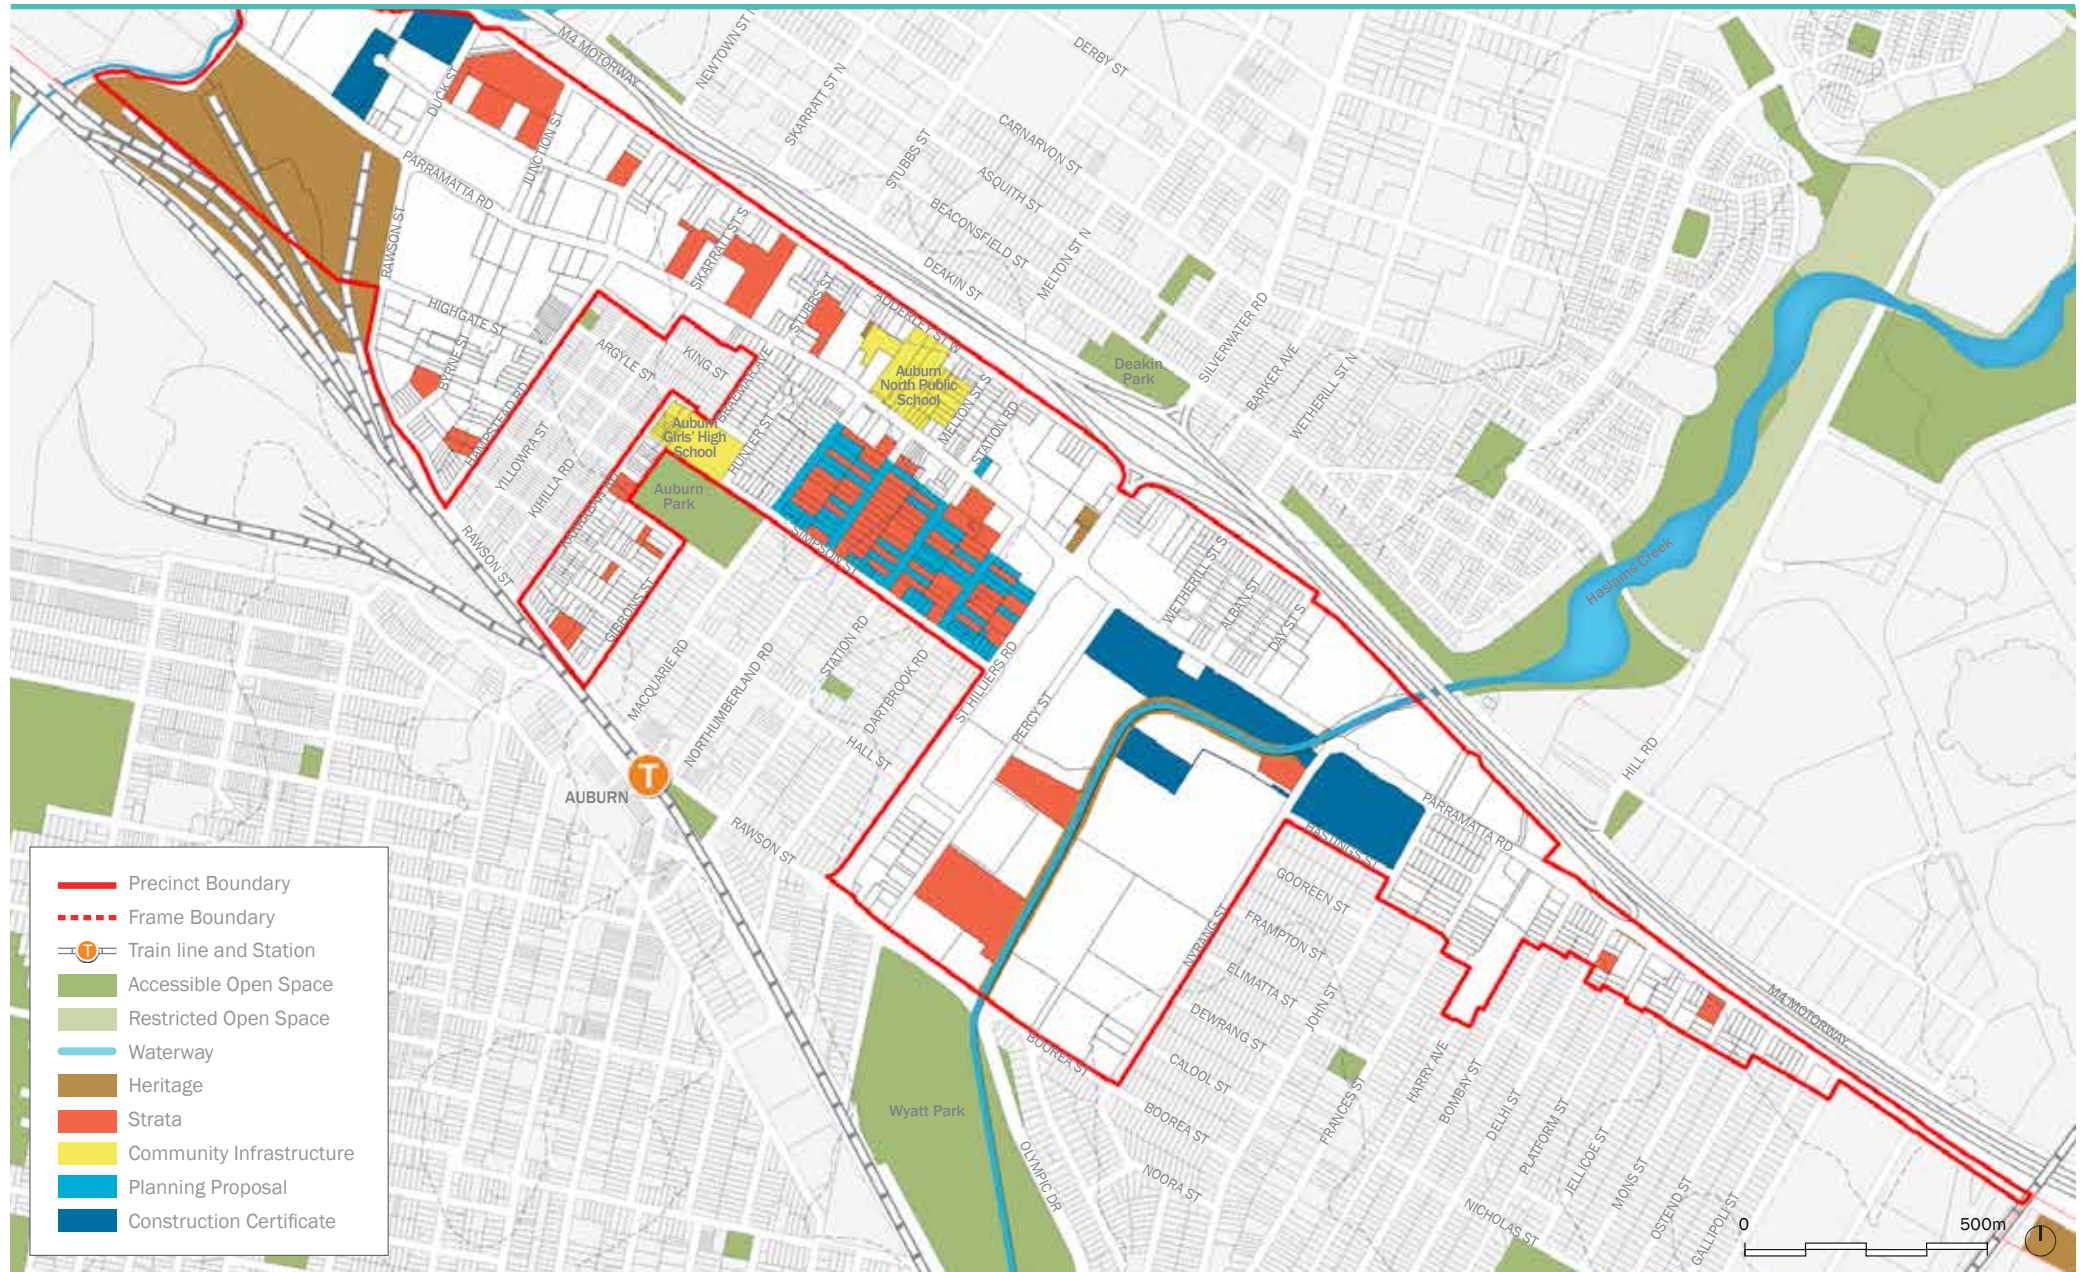 M4 MOTORWAY
NEWTOWN ST N
DERBY ST
SKARRATT ST N
DUCK ST
CARNARVON ST
STUBBS ST
JUNCTION ST
ASQUITH ST
PARRAMATTA RD
BEACONSFIELD ST
MELTON ST N
RAWSON ST
SKARRATT ST S
DEAKIN ST
STUBBS ST
ADDERLEY ST W
SILVERWATER RD
HIGHGATE ST
BYRNE ST
ARGYLE ST
KING ST
BRAEMAR AVE
Auburn
North Public
School
Deakin
Park
BARKER AVE
WETHERILL ST N
HAMPSTEAD RD
MELTON ST S
STATION RD
Auburn
Girls' High
School
HUNTER ST
YILLOWRA ST
KIHILLA RD
KARRABAH RD
Auburn
Park
SIMPSON ST
RAWSON ST
GIBBONS ST
WETHERILL ST S
ALBAN ST
DAY ST S
Haslams Creek
MACQUARIE RD
NORTHUMBERLAND RD
STATION RD
DARTBROOK RD
ST HILLIERS RD
PERCY ST
HALL ST
HILL RD
T
AUBURN
RAWSON ST
PARRAMATTA RD
HASTINGS ST
GOOREEN ST
FRAMPTON ST
NYRANG ST
ELIMATTA ST
JOHN ST
DEWRANG ST
M4 MOTORWAY
BOOREA ST
CALOOL ST
HARRY AVE
BOMBAY ST
FRANCES ST
DELHI ST
PLATFORM ST
BOOREA ST
Wyatt Park
OLYMPIC DR
NOORA ST
JELLICOE ST
MONS ST
OSTEND ST
GALLIPOLI ST
NICHOLAS ST
Precinct Boundary
Frame Boundary
T
Train line and Station
Accessible Open Space
Restricted Open Space
Waterway
Heritage
Strata
Community Infrastructure
Planning Proposal
Construction Certificate
0 500m